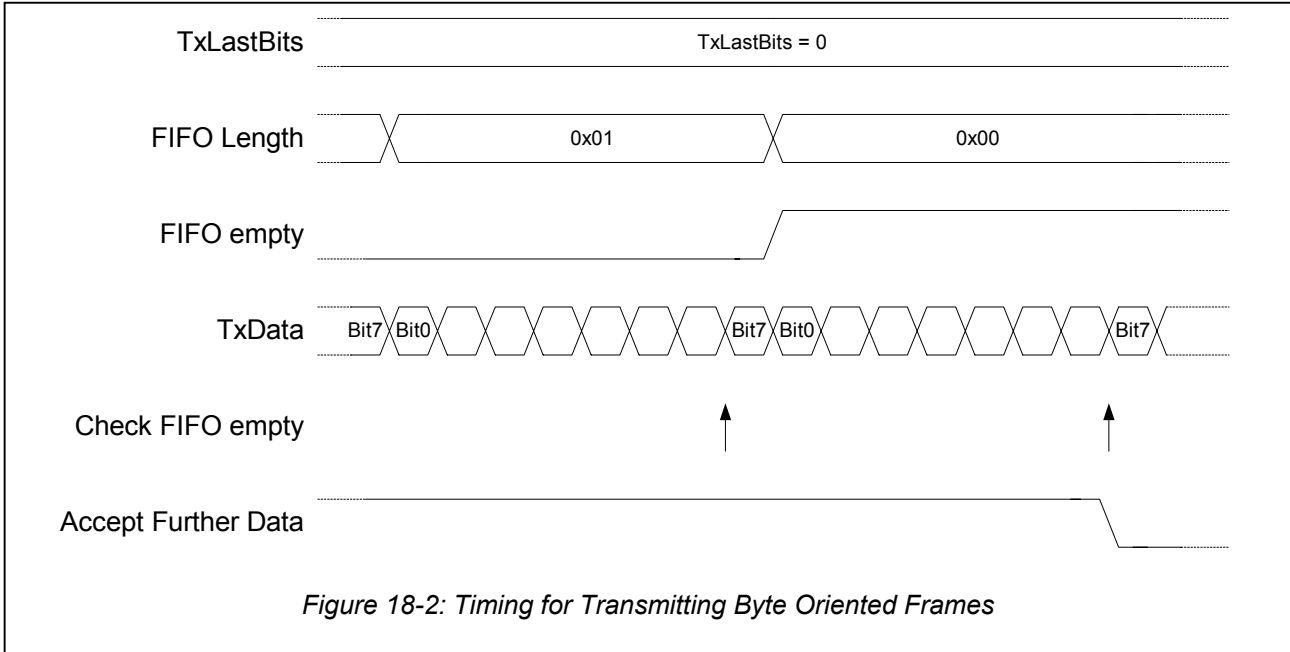 TxLastBits
TxLastBits = 0
FIFO Length
0x01
0x00
FIFO empty
TxData
Bit7
Bit0
Bit7
Bit0
Bit7
Check FIFO empty
Accept Further Data
Figure 18-2: Timing for Transmitting Byte Oriented Frames